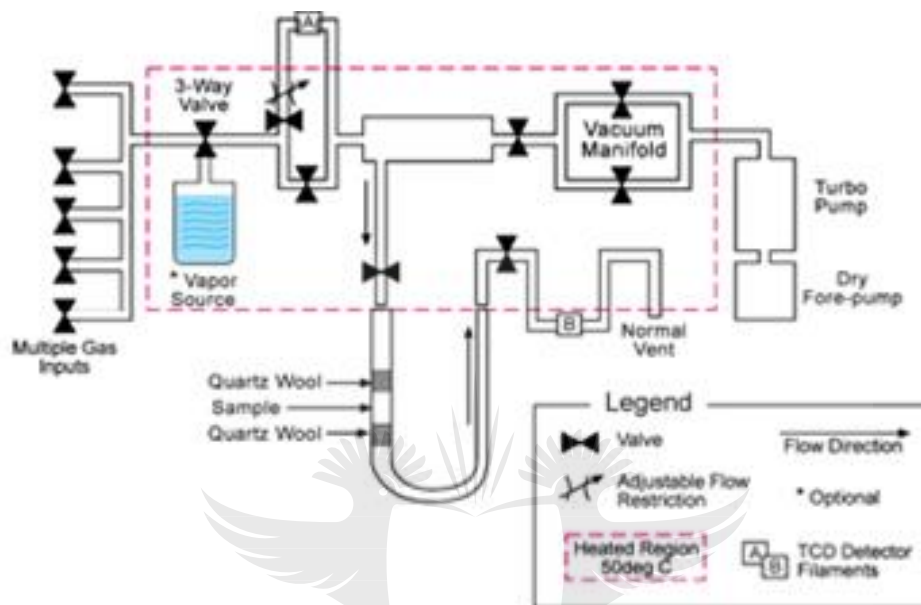 A
3-Way
Valve
Vacuum
Manifold
Turbo
Pump
* Vapor
Source
Dry
Fore-pump
B
Normal
Vent
Multiple Gas
Inputs
Quartz Wool
Sample
Quartz Wool
Legend
Valve
Flow Direction
Adjustable Flow
Restriction
* Optional
Heated Region
50deg C
A
B
TCD Detector
Filaments